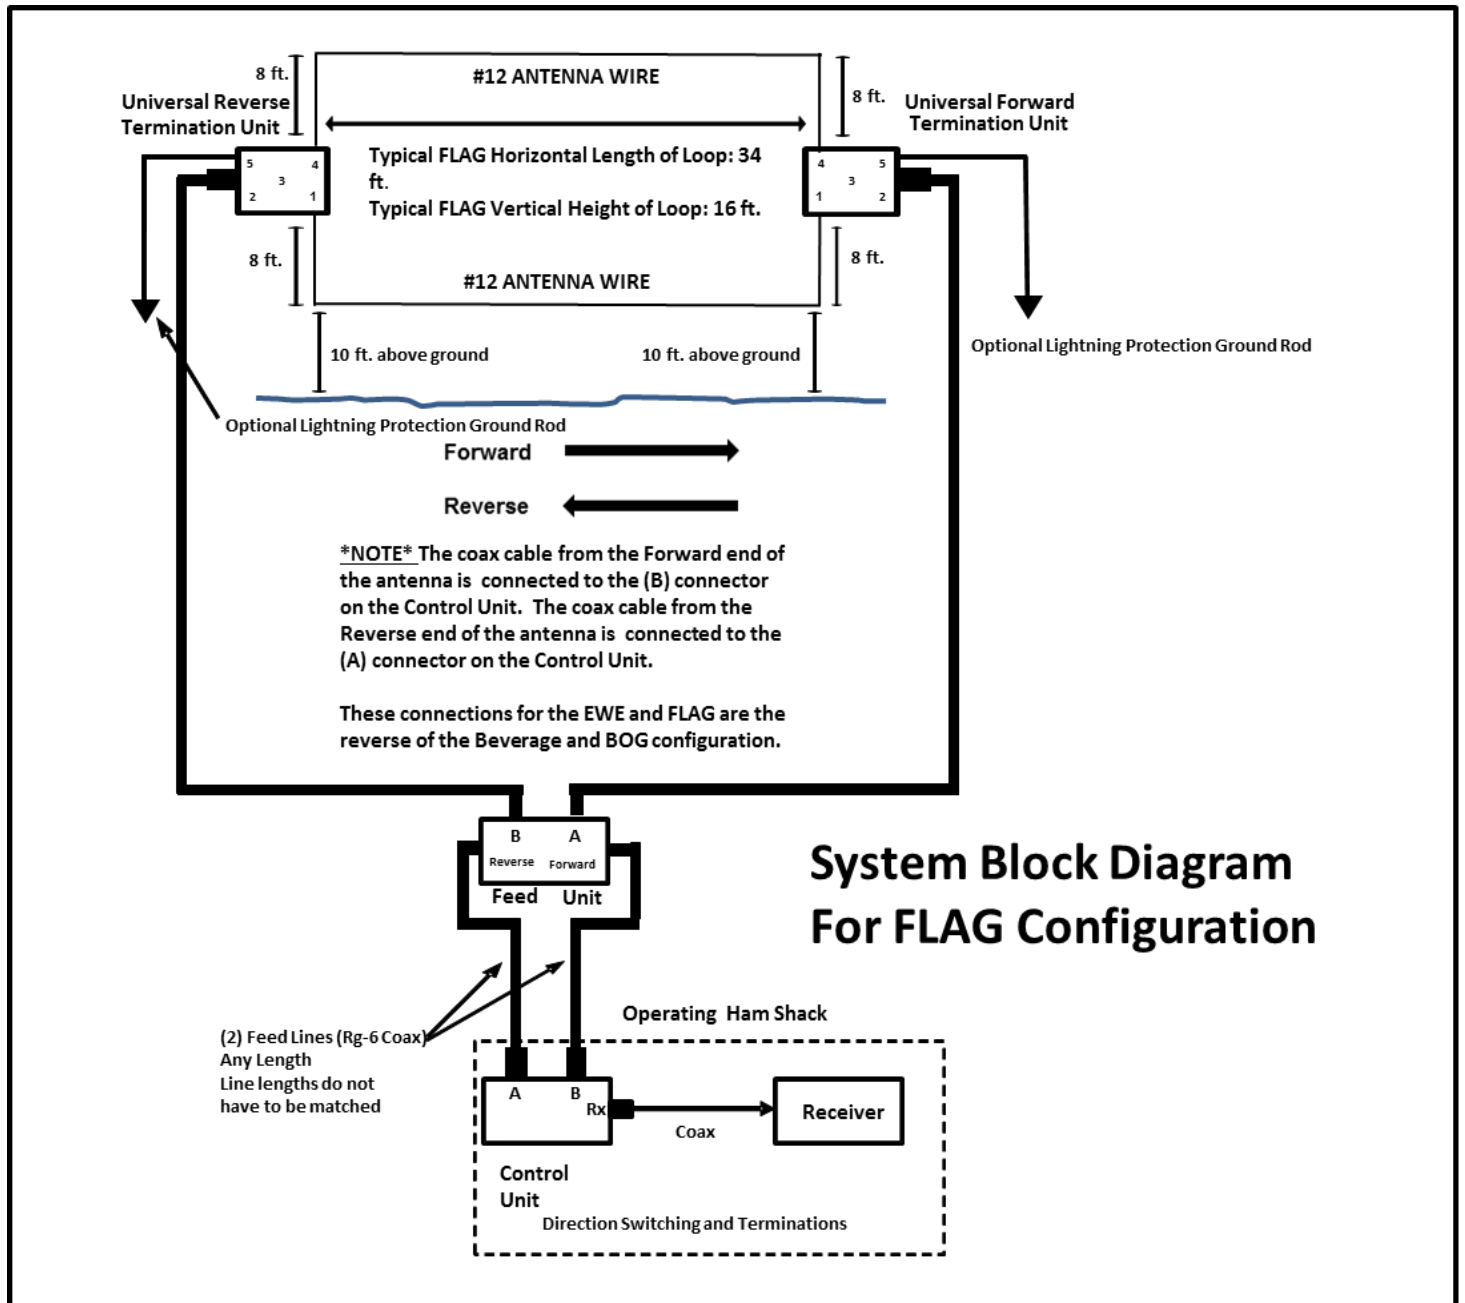 8 ft.
#12 ANTENNA WIRE
8 ft.
Universal Reverse
Termination Unit
Universal Forward
Termination Unit
5
4
3
2
1
Typical FLAG Horizontal Length of Loop: 34
ft.
Typical FLAG Vertical Height of Loop: 16 ft.
4
5
3
1
2
8 ft.
#12 ANTENNA WIRE
8 ft.
10 ft. above ground
10 ft. above ground
Optional Lightning Protection Ground Rod
Optional Lightning Protection Ground Rod
Forward
Reverse
*NOTE* The coax cable from the Forward end of
the antenna is connected to the (B) connector
on the Control Unit. The coax cable from the
Reverse end of the antenna is connected to the
(A) connector on the Control Unit.
These connections for the EWE and FLAG are the
reverse of the Beverage and BOG configuration.
B
A
Reverse
Forward
Feed Unit
System Block Diagram
For FLAG Configuration
Operating Ham Shack
(2) Feed Lines (Rg-6 Coax)
Any Length
Line lengths do not
have to be matched
A
B
Rx
Coax
Receiver
Control
Unit
Direction Switching and Terminations